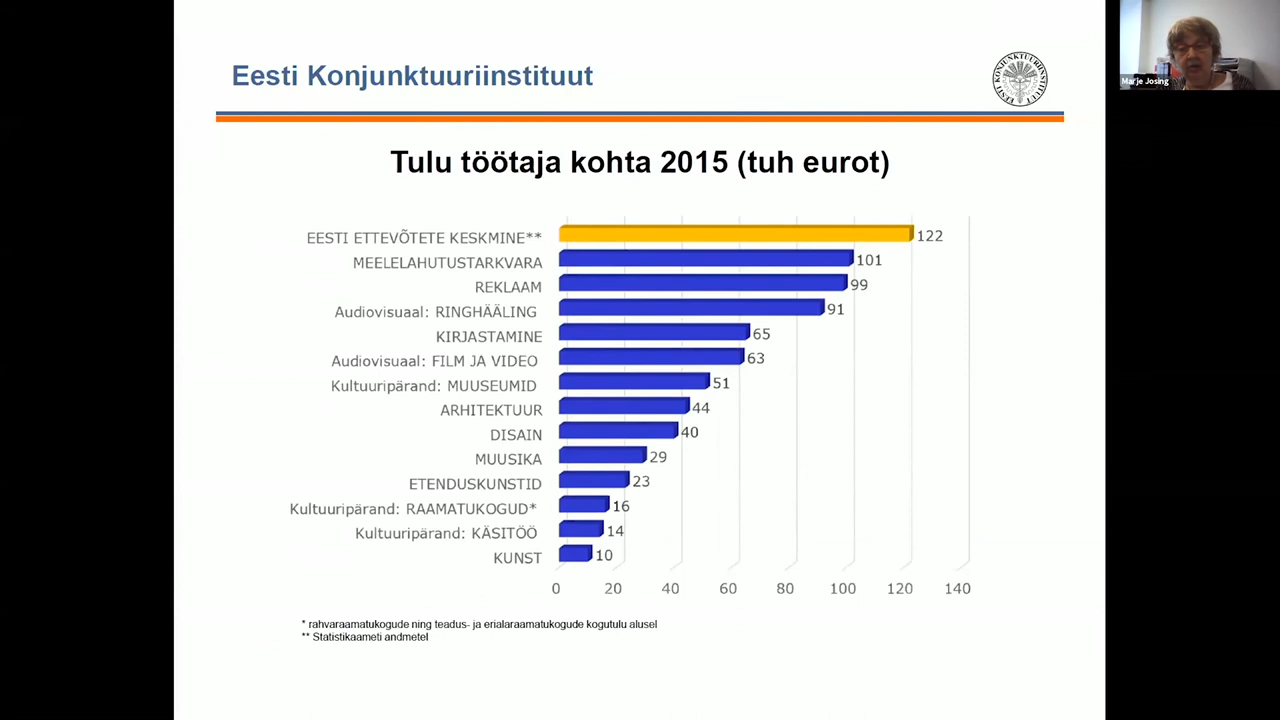 Eesti Konjunktuuriinstituut
EESTI KONJUNKTUURIINSTITUUT
Marje Josing
Tulu töötaja kohta 2015 (tuh eurot)
EESTI ETTEVÕTETE KESKMINE** 122
MEELELAHUTUSTARKVARA 101
REKLAAM 99
Audiovisuaal: RINGHÄÄLING 91
KIRJASTAMINE 65
Audiovisuaal: FILM JA VIDEO 63
Kultuuripärand: MUUSEUMID 51
ARHITEKTUUR 44
DISAIN 40
MUUSIKA 29
ETENDUSKUNSTID 23
Kultuuripärand: RAAMATUKOGUD* 16
Kultuuripärand: KÄSITÖÖ 14
KUNST 10
0 20 40 60 80 100 120 140
* rahvaraamatukogude ning teadus- ja erialaraamatukogude kogutulu alusel
** Statistikaameti andmetel